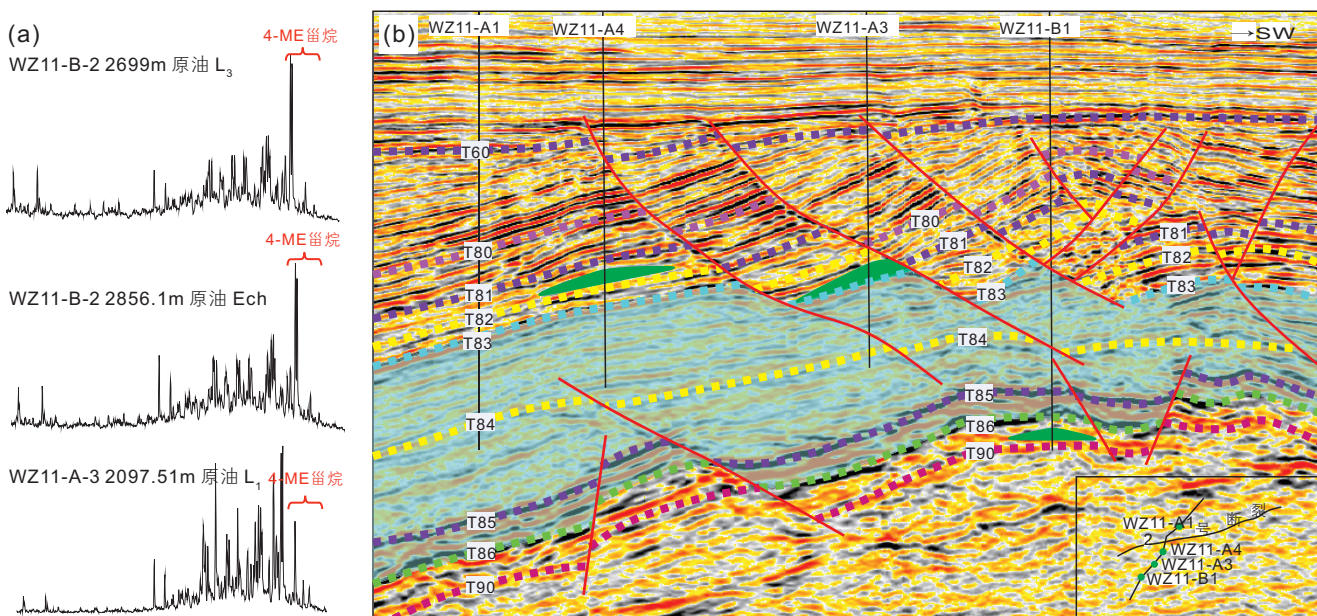 (a)
4-ME甾烷
WZ11-B-2 2699m 原油 L3
4-ME甾烷
WZ11-B-2 2856.1m 原油 Ech
WZ11-A-3 2097.51m 原油 L1 4-ME甾烷
(b)
WZ11-A1
WZ11-A4
WZ11-A3
WZ11-B1
→SW
T60
T80
T81
T82
T83
T84
T85
T86
T90
T80
T81
T82
T83
T84
T85
T86
T90
T81
T82
T83
WZ11-A1
2号断裂
WZ11-A4
WZ11-A3
WZ11-B1